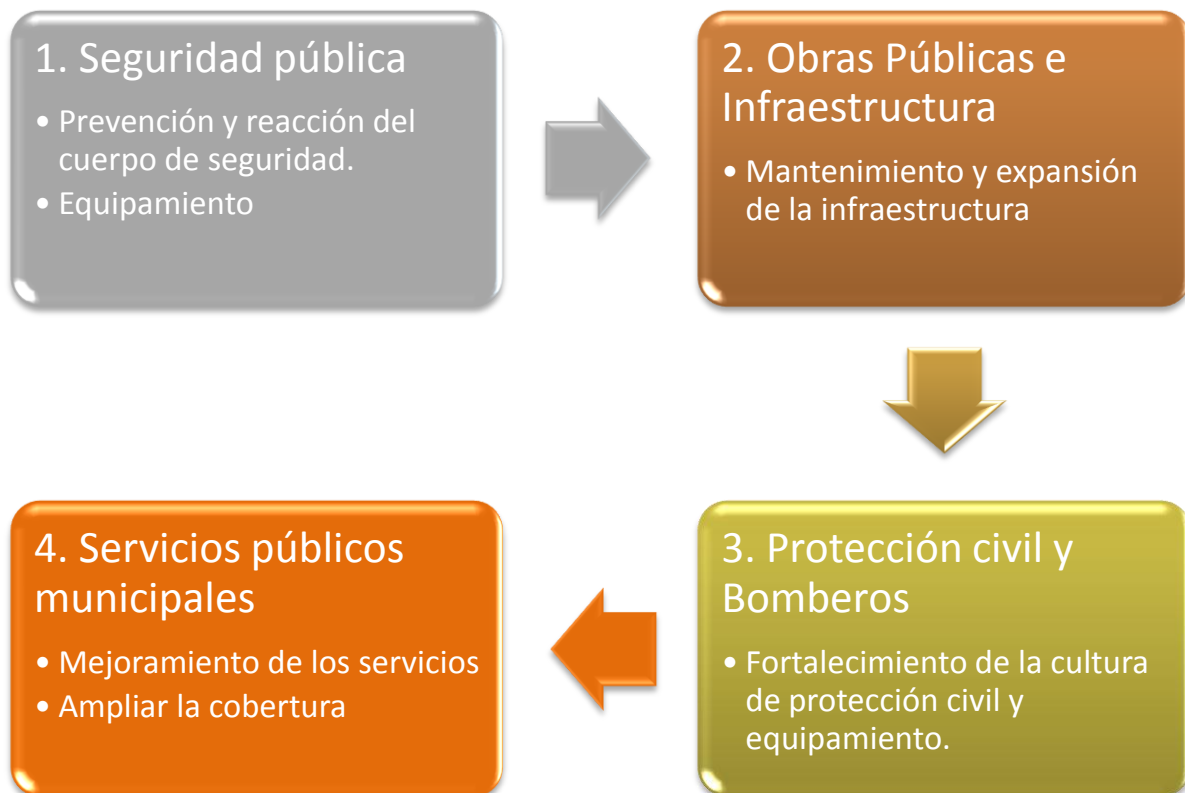 1. Seguridad pública
• Prevención y reacción del
cuerpo de seguridad.
• Equipamiento
2. Obras Públicas e
Infraestructura
• Mantenimiento y expansión
de la infraestructura
3. Protección civil y
Bomberos
• Fortalecimiento de la cultura
de protección civil y
equipamiento.
4. Servicios públicos
municipales
• Mejoramiento de los servicios
• Ampliar la cobertura